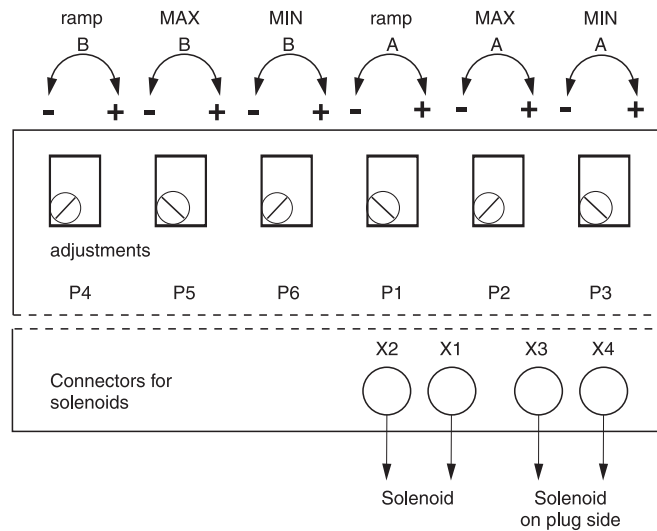 ramp MAX MIN ramp MAX MIN
B B B A A A
- + - + - + - + - + - +
adjustments
P4 P5 P6 P1 P2 P3
X2 X1 X3 X4
Connectors for
solenoids
Solenoid Solenoid
on plug side